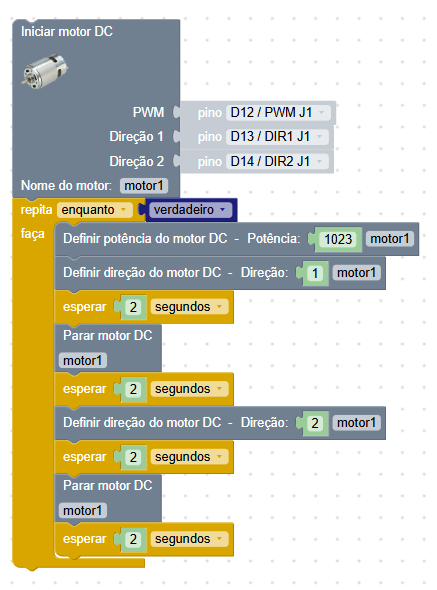 Iniciar motor DC
PWM pino D12 / PWM J1
Direção 1 pino D13 / DIR1 J1
Direção 2 pino D14 / DIR2 J1
Nome do motor: motor1
repita enquanto verdadeiro
faça Definir potência do motor DC - Potência: 1023 motor1
Definir direção do motor DC - Direção: 1 motor1
esperar 2 segundos
Parar motor DC
motor1
esperar 2 segundos
Definir direção do motor DC - Direção: 2 motor1
esperar 2 segundos
Parar motor DC
motor1
esperar 2 segundos